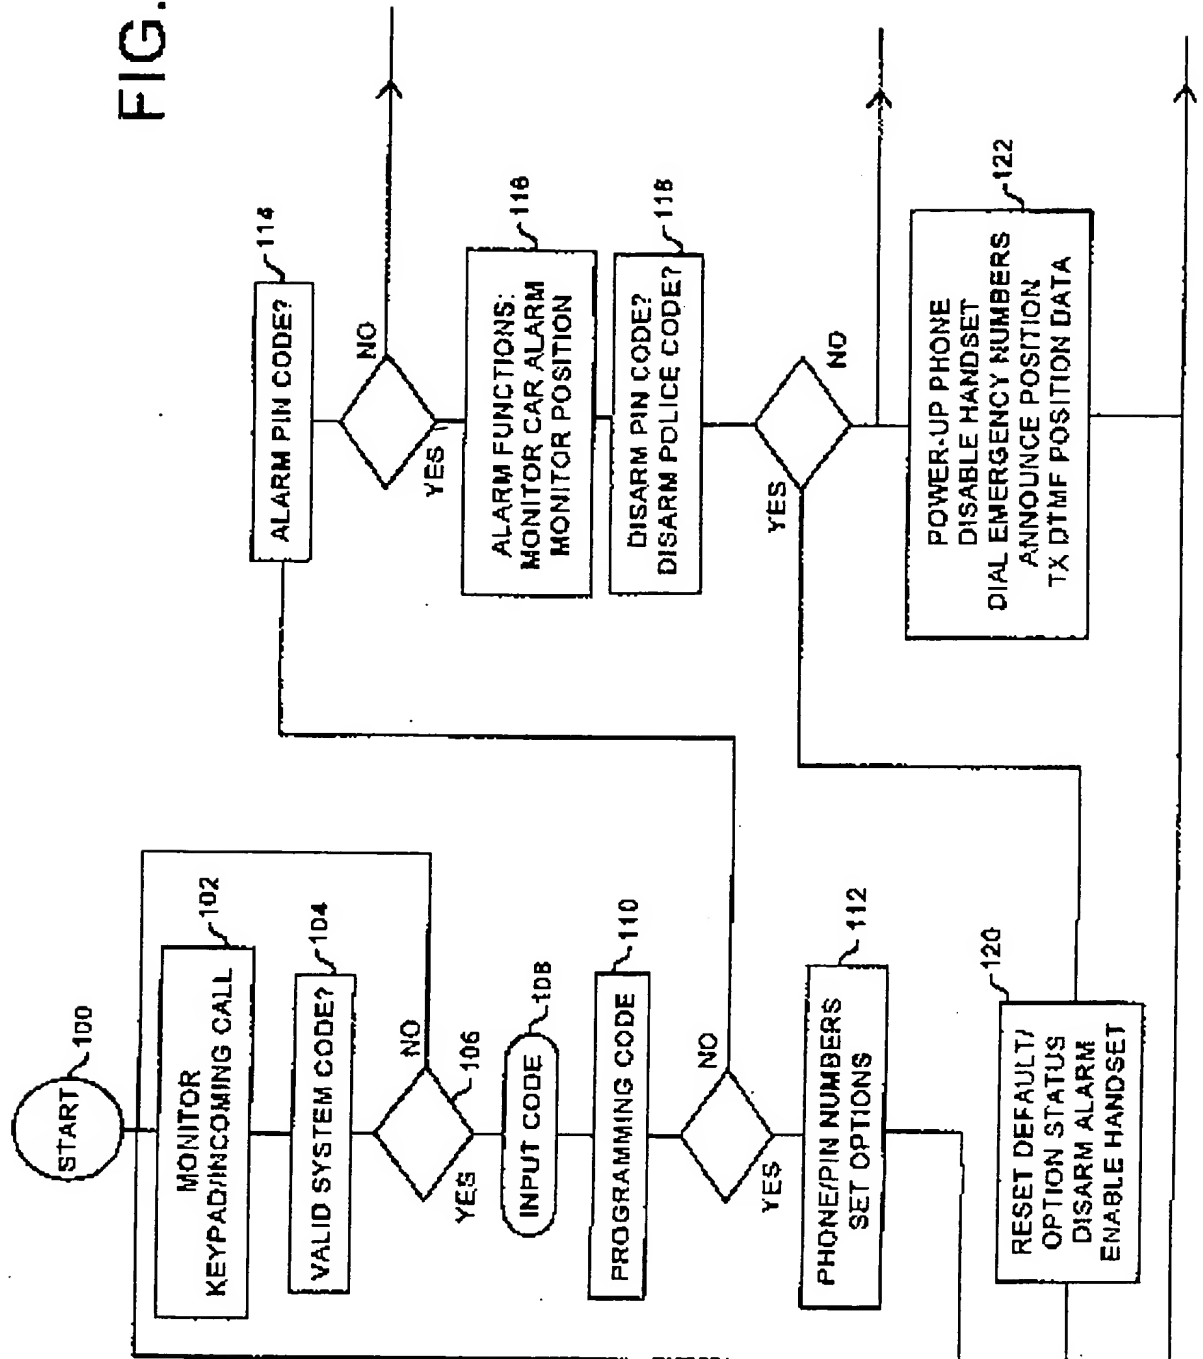 FIG.
START
100
MONITOR
KEYPAD/INCOMING CALL
102
VALID SYSTEM CODE?
104
NO
106
YES
INPUT CODE
108
PROGRAMMING CODE
110
NO
YES
PHONE/PIN NUMBERS
SET OPTIONS
112
RESET DEFAULT/
OPTION STATUS
DISARM ALARM
ENABLE HANDSET
120
ALARM PIN CODE?
114
NO
YES
ALARM FUNCTIONS:
MONITOR CAR ALARM
MONITOR POSITION
116
DISARM PIN CODE?
DISARM POLICE CODE?
118
YES
NO
POWER-UP PHONE
DISABLE HANDSET
DIAL EMERGENCY NUMBERS
ANNOUNCE POSITION
TX DTMF POSITION DATA
122